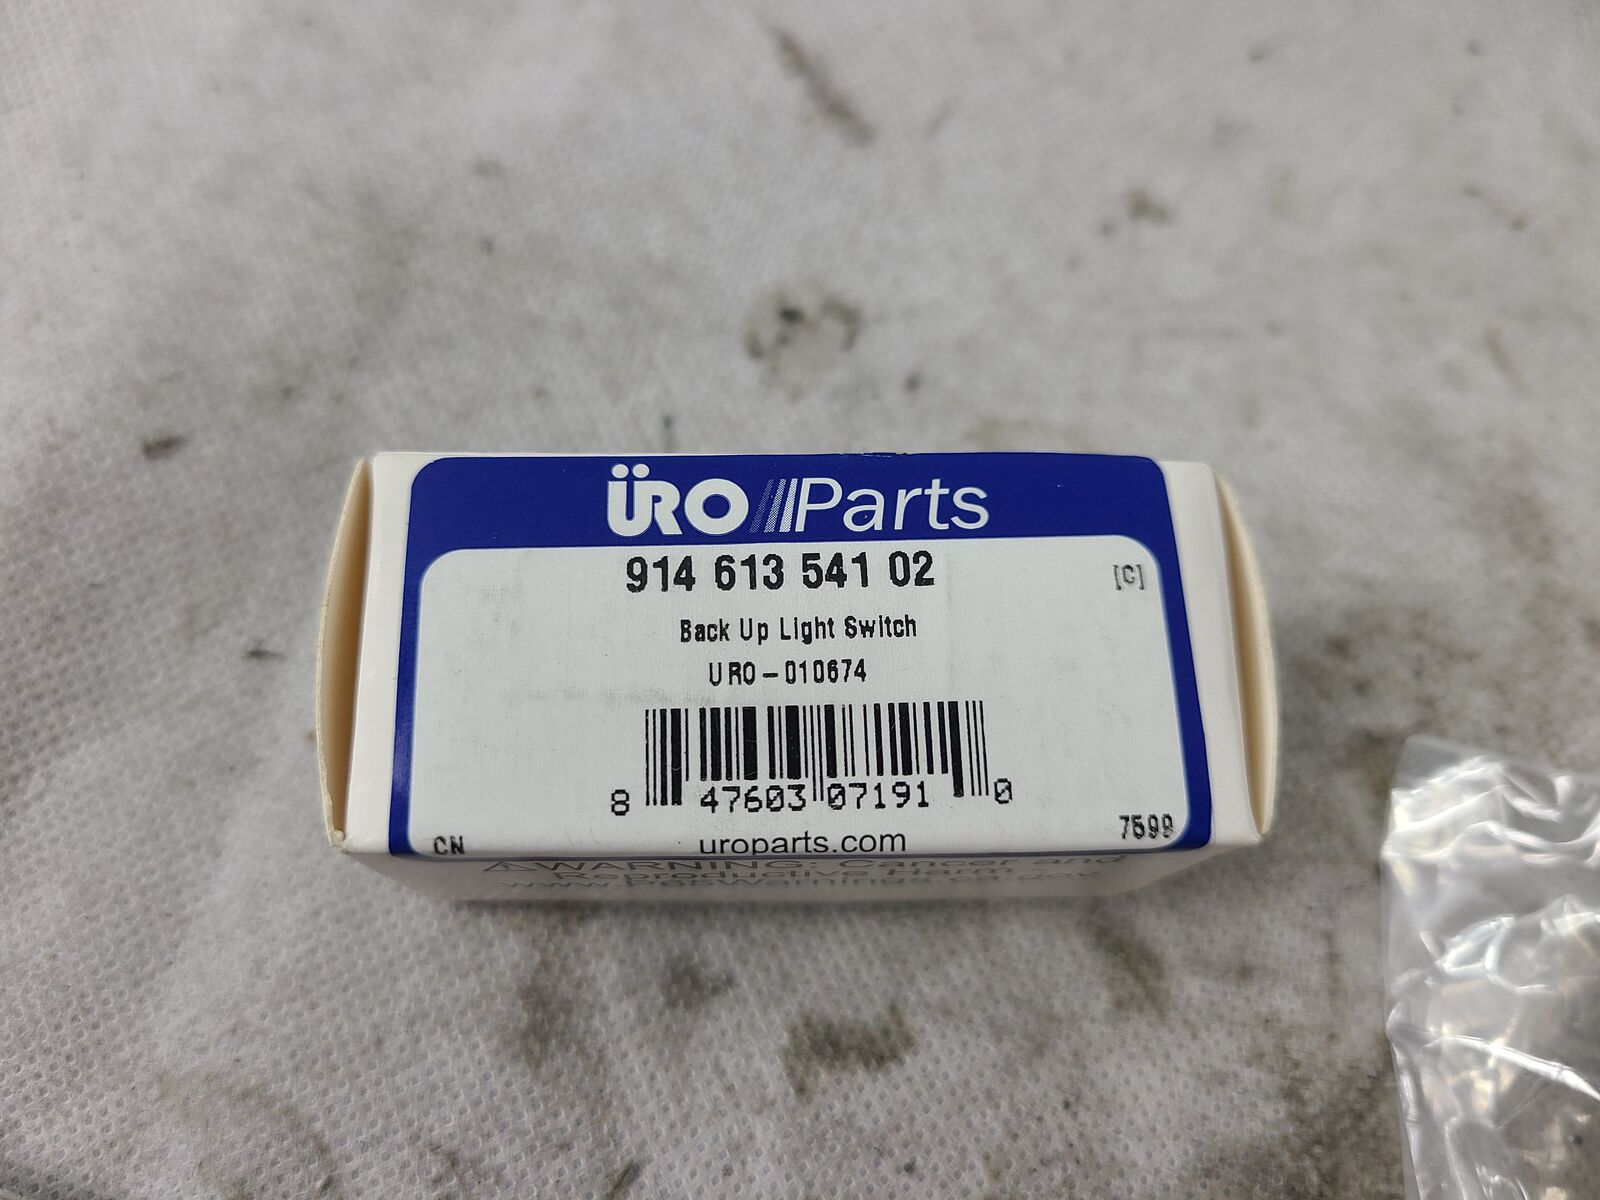 ÜRO Parts
914 613 541 02
[C]
Back Up Light Switch
URO-010674
8 47603 07191 0
CN
uroparts.com
7599
⚠WARNING: Cancer and
Reproductive Harm -